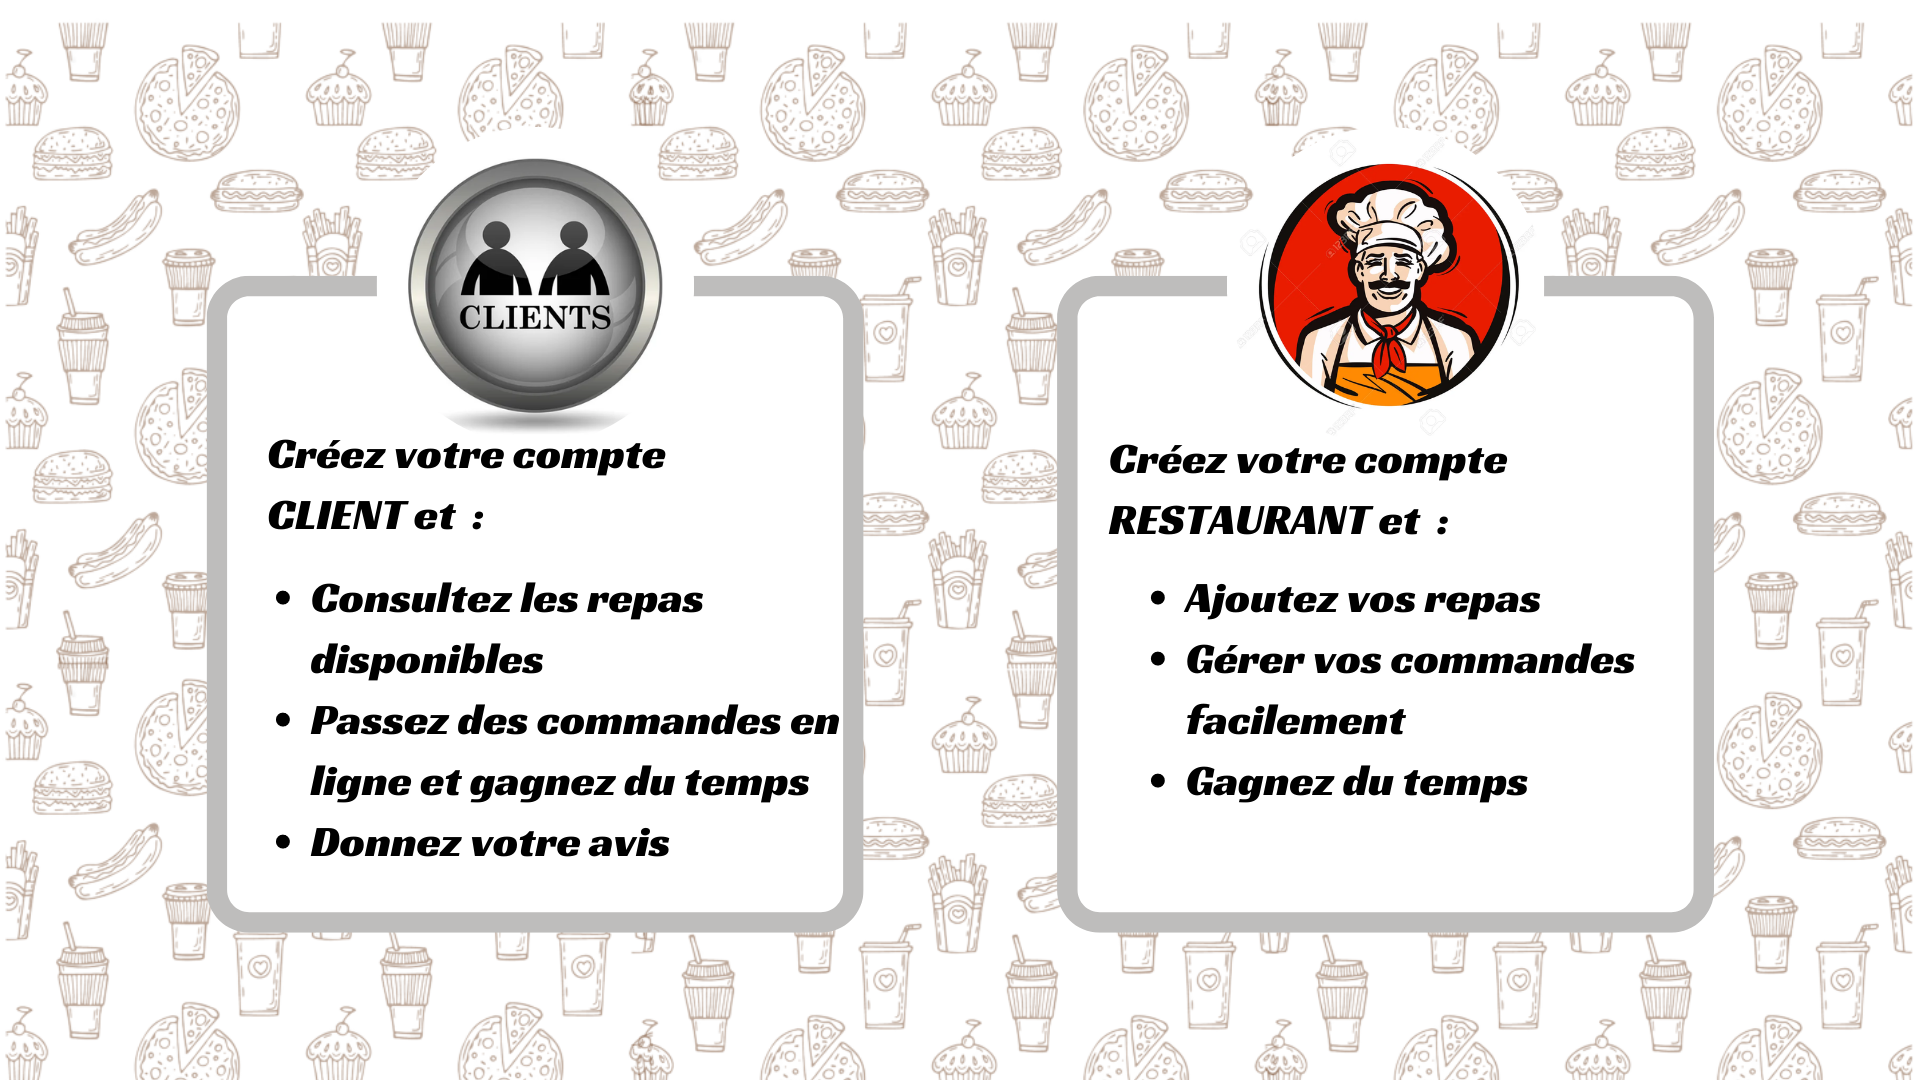 CLIENTS
Créez votre compte
CLIENT et  :
• Consultez les repas
disponibles
• Passez des commandes en
ligne et gagnez du temps
• Donnez votre avis
Créez votre compte
RESTAURANT et  :
• Ajoutez vos repas
• Gérer vos commandes
facilement
• Gagnez du temps